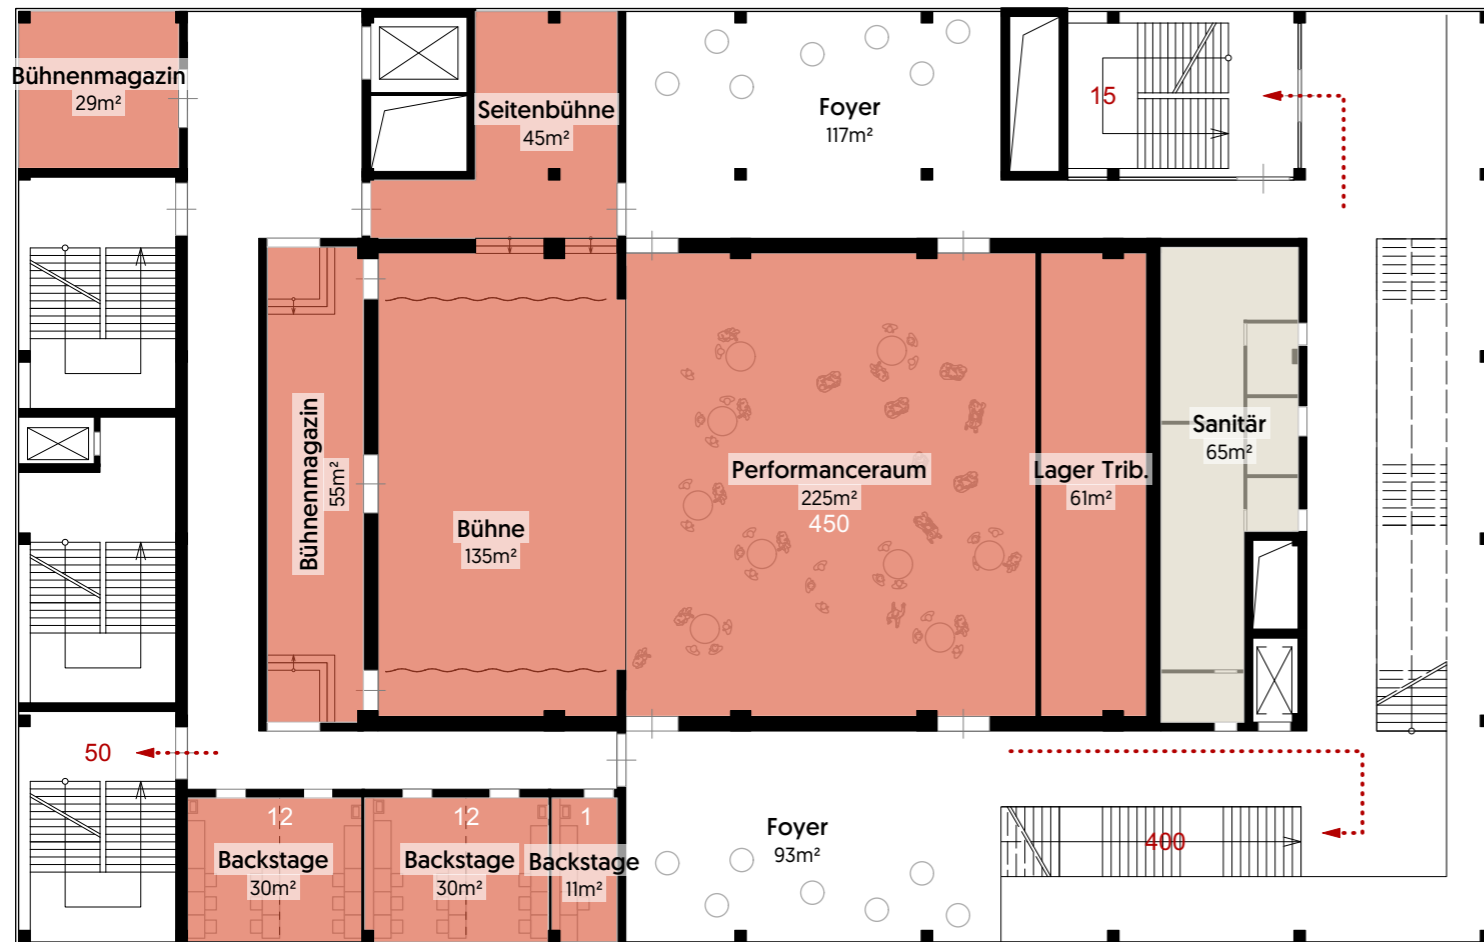 Bühnenmagazin
29m²
Seitenbühne
45m²
Foyer
117m²
15
Bühnenmagazin
55m²
Bühne
135m²
Performanceraum
225m²
450
Lager Trib.
61m²
Sanitär
65m²
50
12
Backstage
30m²
12
Backstage
30m²
1
Backstage
11m²
Foyer
93m²
400